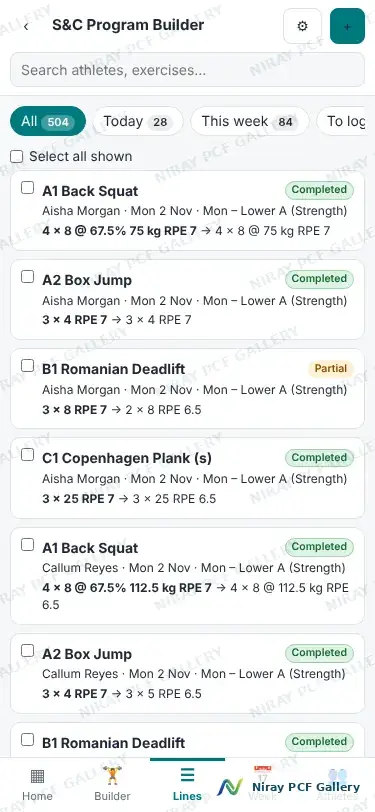 ‹ S&C Program Builder ⚙ +
Search athletes, exercises...
All 504 Today 28 This week 84 To log
Select all shown
A1 Back Squat Completed
Aisha Morgan · Mon 2 Nov · Mon – Lower A (Strength)
4 × 8 @ 67.5% 75 kg RPE 7 → 4 × 8 @ 75 kg RPE 7
A2 Box Jump Completed
Aisha Morgan · Mon 2 Nov · Mon – Lower A (Strength)
3 × 4 RPE 7 → 3 × 4 RPE 7
B1 Romanian Deadlift Partial
Aisha Morgan · Mon 2 Nov · Mon – Lower A (Strength)
3 × 8 RPE 7 → 2 × 8 RPE 6.5
C1 Copenhagen Plank (s) Completed
Aisha Morgan · Mon 2 Nov · Mon – Lower A (Strength)
3 × 25 RPE 7 → 3 × 25 RPE 6.5
A1 Back Squat Completed
Callum Reyes · Mon 2 Nov · Mon – Lower A (Strength)
4 × 8 @ 67.5% 112.5 kg RPE 7 → 4 × 8 @ 112.5 kg RPE
6.5
A2 Box Jump Completed
Callum Reyes · Mon 2 Nov · Mon – Lower A (Strength)
3 × 4 RPE 7 → 3 × 5 RPE 6.5
B1 Romanian Deadlift Completed
Home Builder Lines Week Athletes
Niray PCF Gallery
NIRAY PCF GALLERY